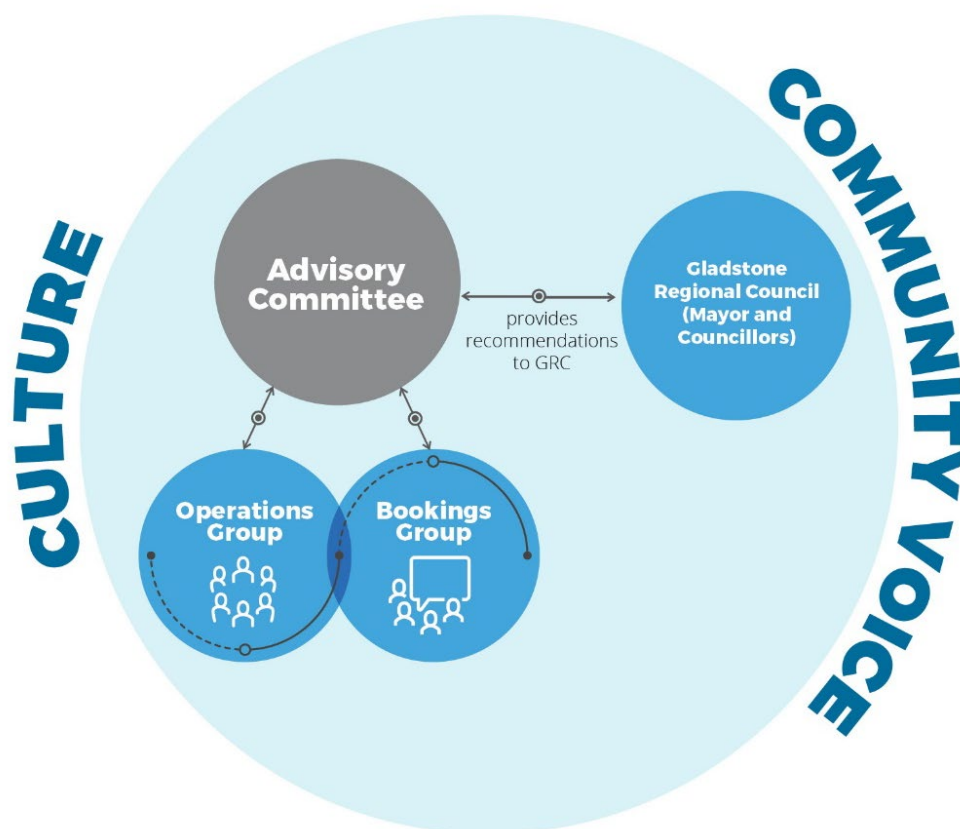 CULTURE
COMMUNITY VOICE
Advisory
Committee
Gladstone
Regional Council
(Mayor and
Councillors)
provides
recommendations
to GRC
Operations
Group
Bookings
Group